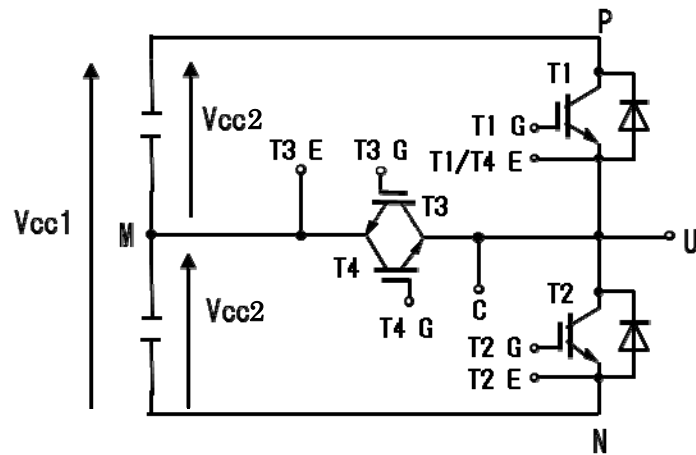 P
T1
Vcc2
T1 G
T3 E
T3 G
T1/T4 E
Vcc1
M
T3
U
T4
Vcc2
T4 G
C
T2
T2 G
T2 E
N